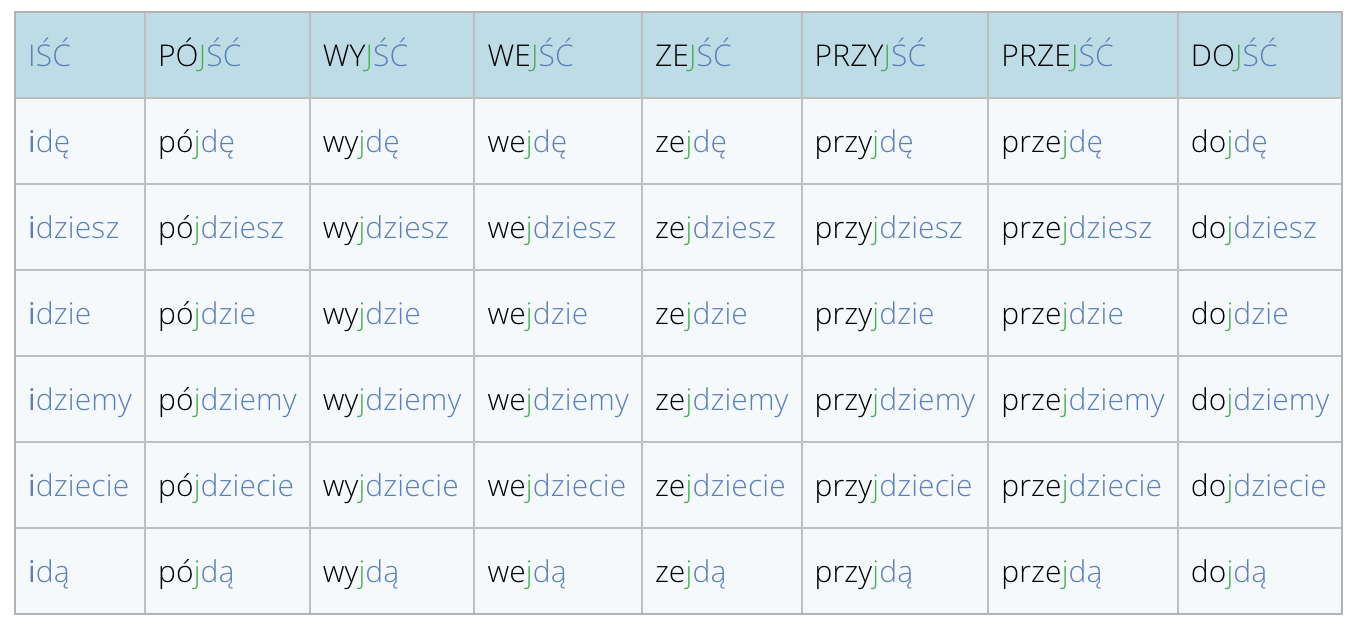 IŚĆ PÓJŚĆ WYJŚĆ WEJŚĆ ZEJŚĆ PRZYJŚĆ PRZEJŚĆ DOJŚĆ
idę pójdę wyjdę wejdę zejdę przyjdę przejdę dojdę
idziesz pójdziesz wyjdziesz wejdziesz zejdziesz przyjdziesz przejdziesz dojdziesz
idzie pójdzie wyjdzie wejdzie zejdzie przyjdzie przejdzie dojdzie
idziemy pójdziemy wyjdziemy wejdziemy zejdziemy przyjdziemy przejdziemy dojdziemy
idziecie pójdziecie wyjdziecie wejdziecie zejdziecie przyjdziecie przejdziecie dojdziecie
idą pójdą wyjdą wejdą zejdą przyjdą przejdą dojdą